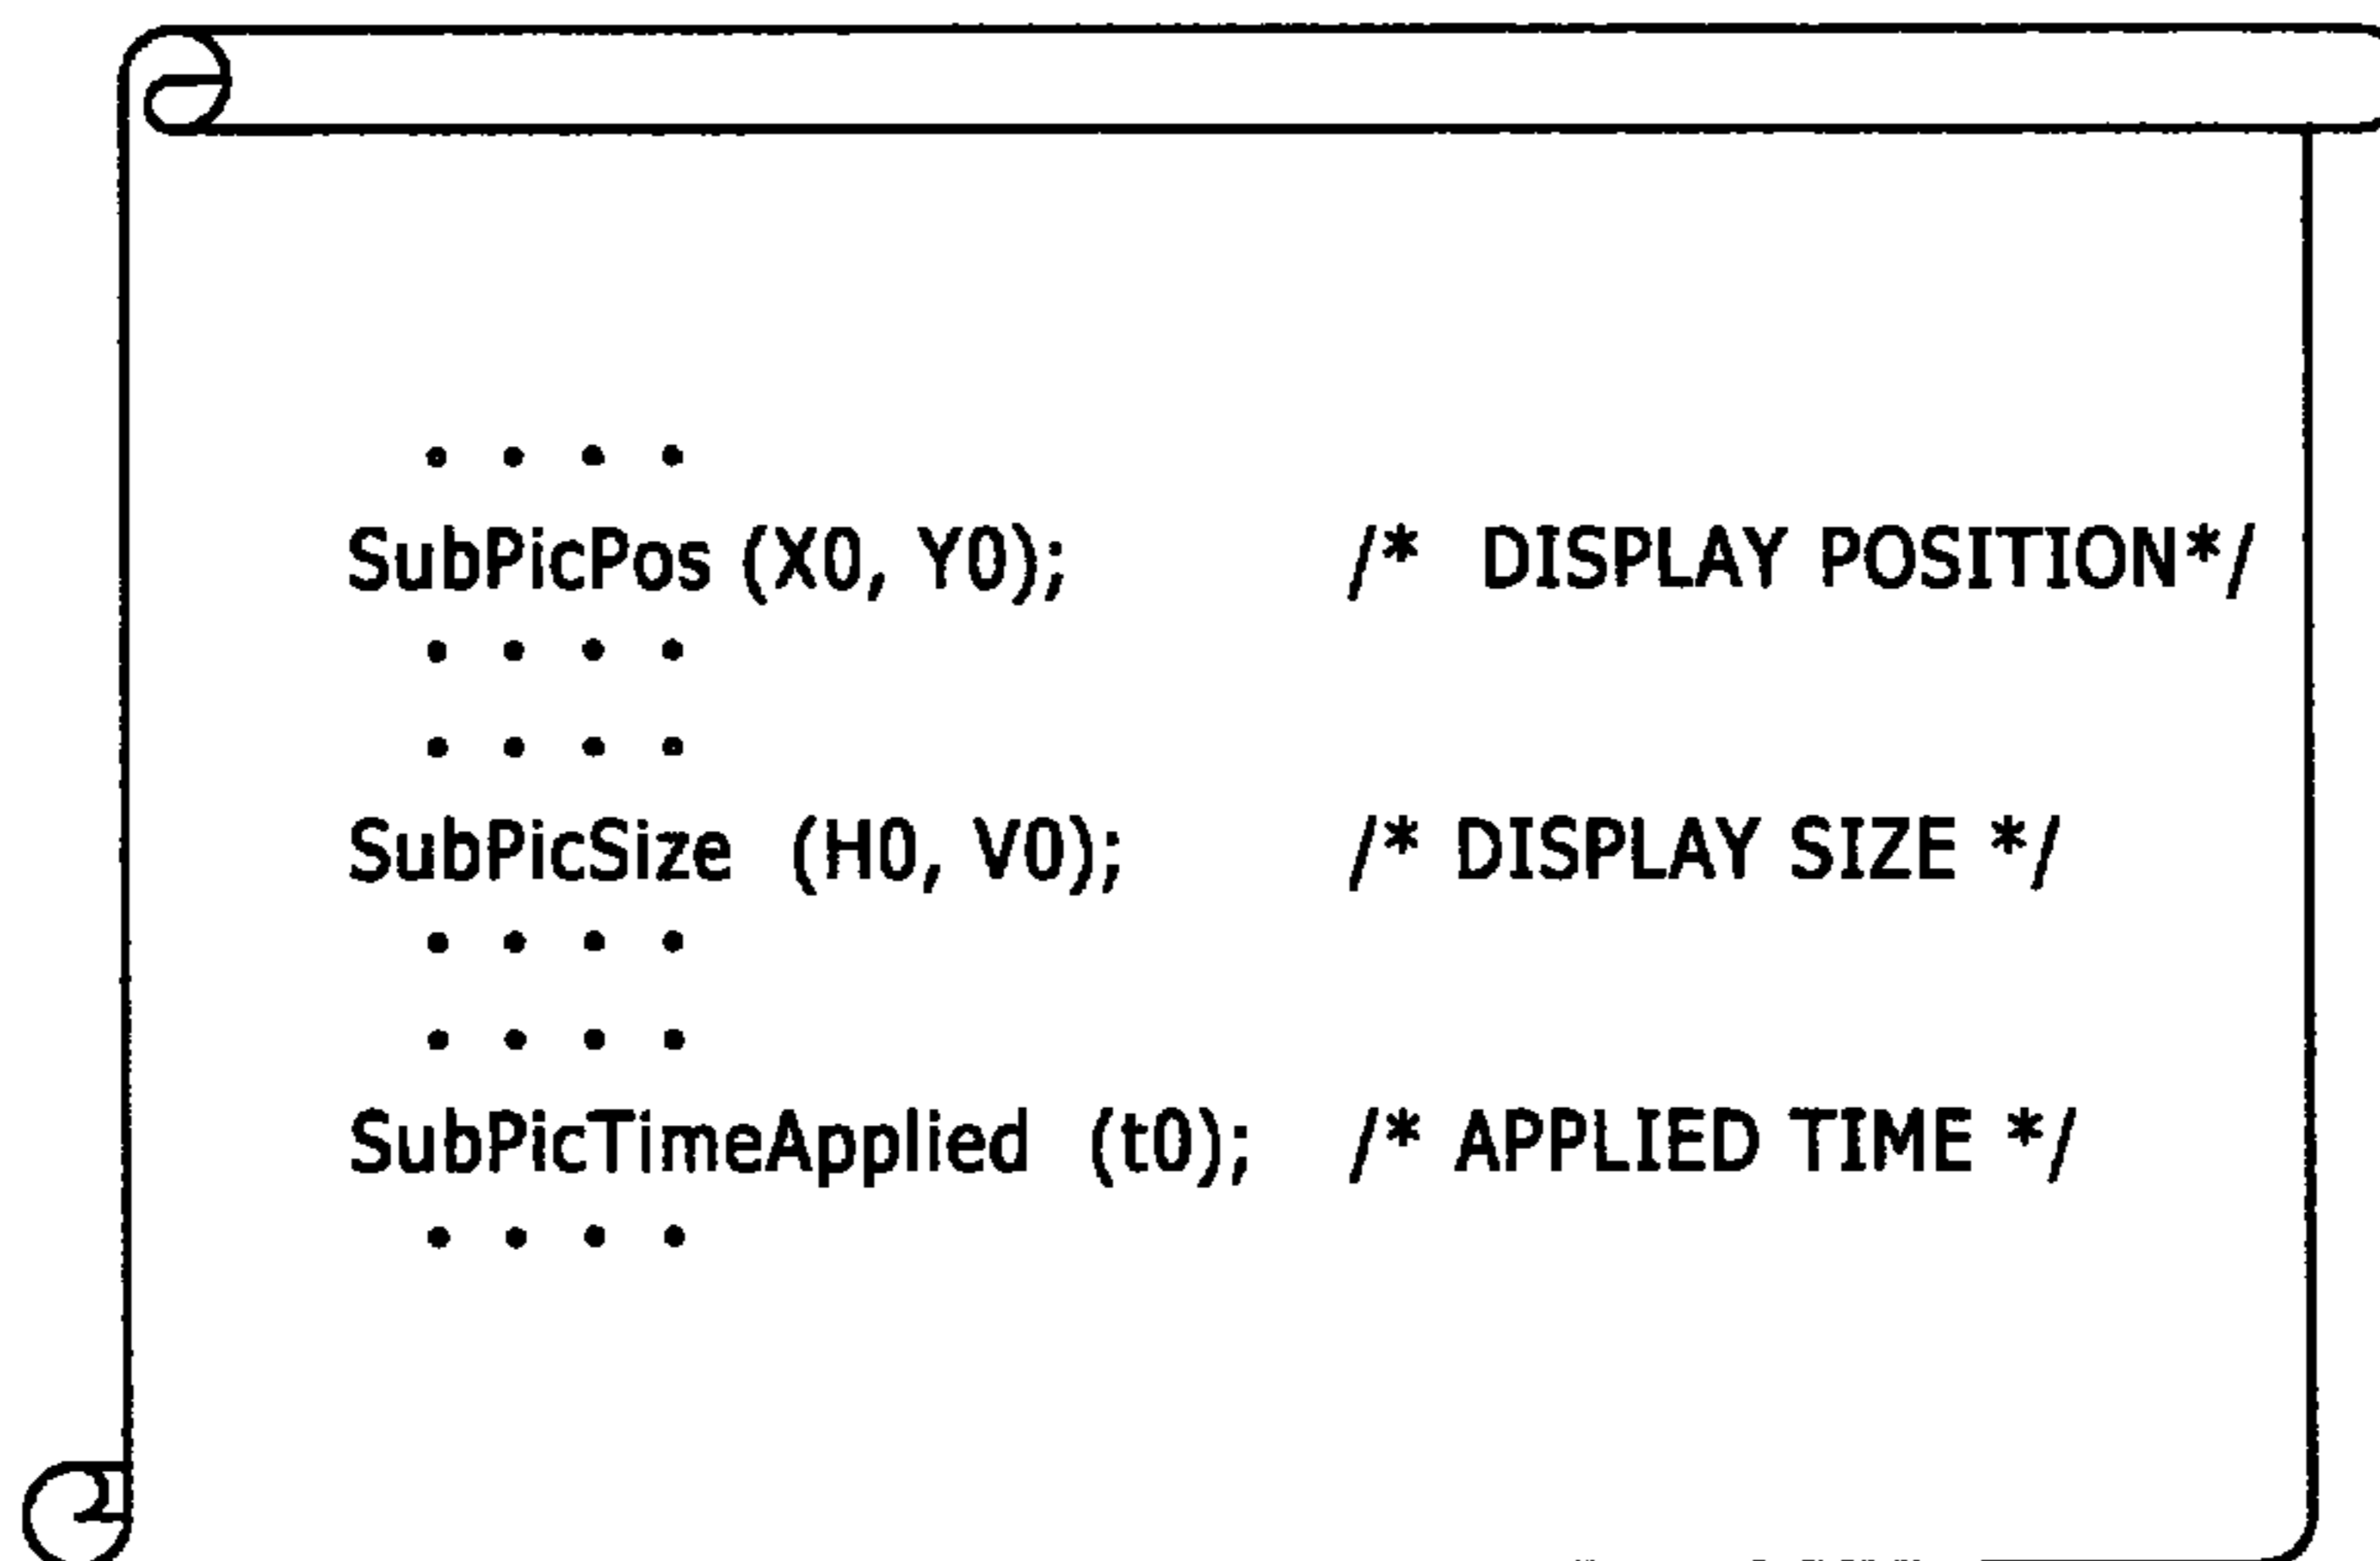 • • • •
SubPicPos (X0, Y0); /* DISPLAY POSITION*/
• • • •
• • • •
SubPicSize (H0, V0); /* DISPLAY SIZE */
• • • •
• • • •
SubPicTimeApplied (t0); /* APPLIED TIME */
• • • •